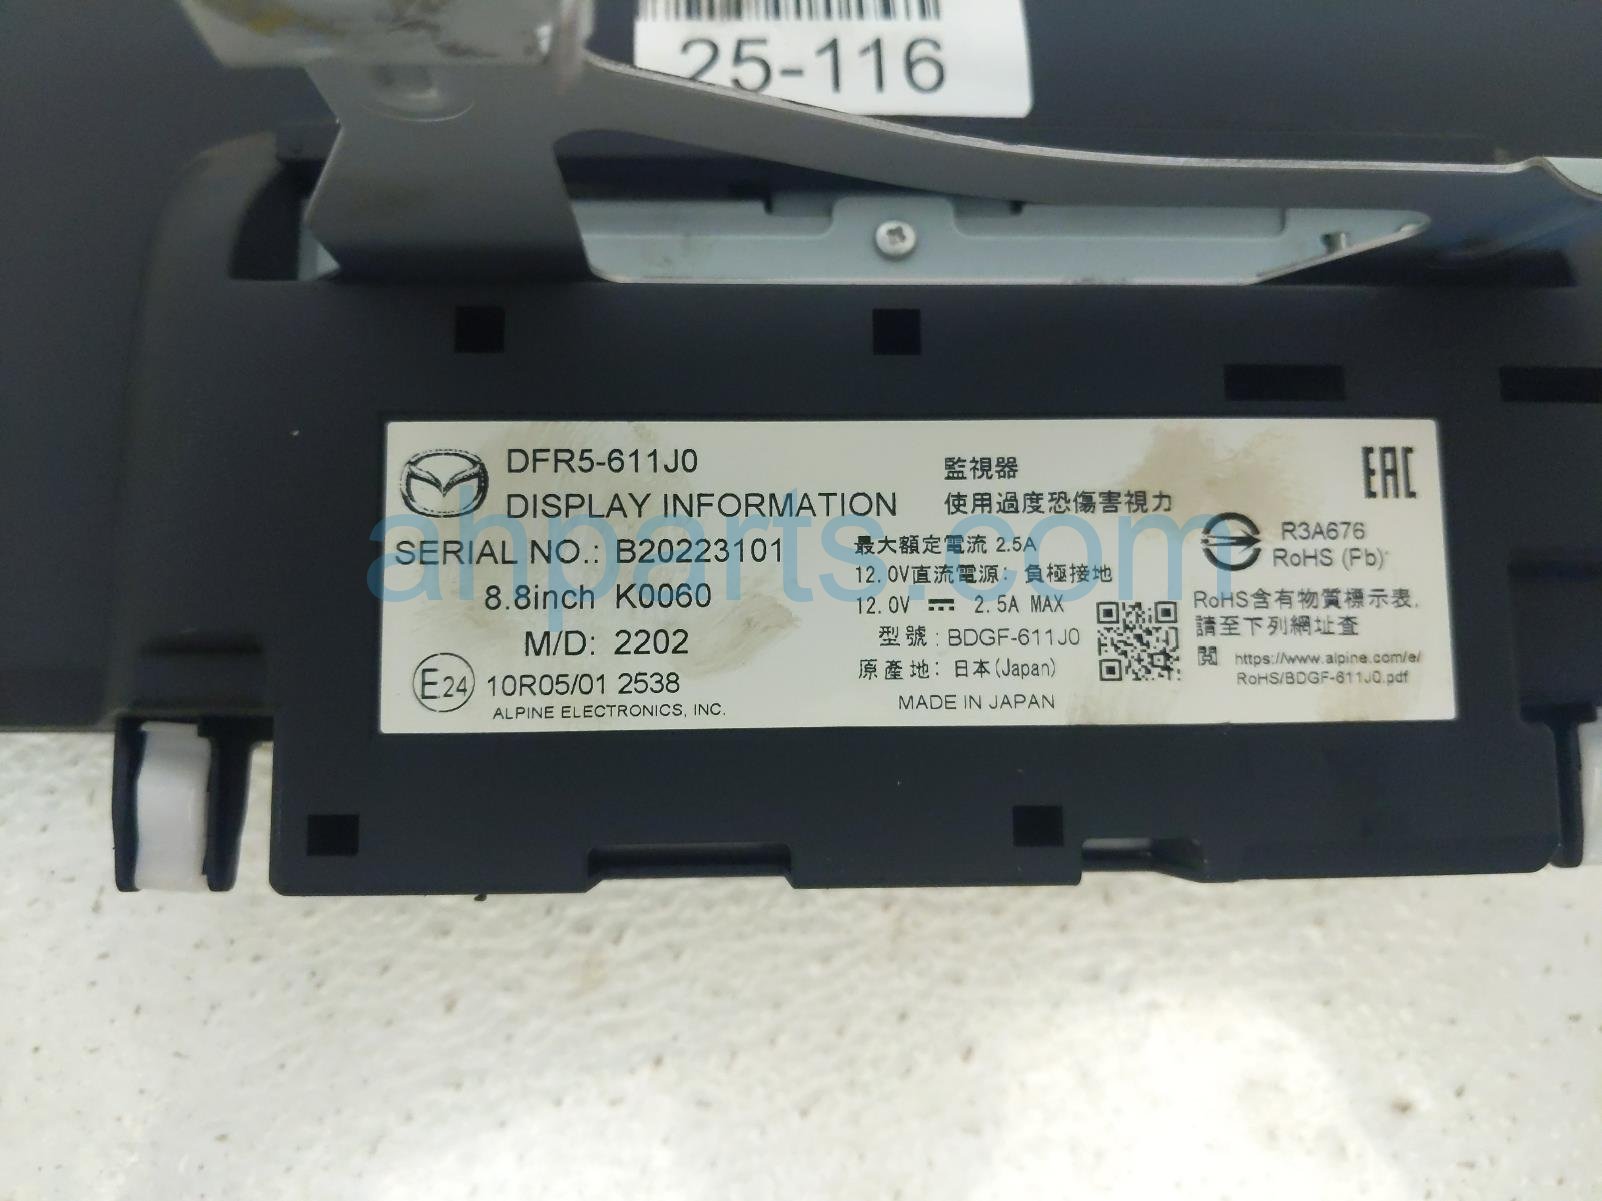 25-116
DFR5-611J0
DISPLAY INFORMATION
SERIAL NO.: B20223101
8.8inch K0060
M/D: 2202
E24 10R05/01 2538
ALPINE ELECTRONICS, INC.
監視器
使用過度恐傷害視力
最大額定電流 2.5A
12.0V直流電源: 負極接地
12.0V 2.5A MAX
型號: BDGF-611J0
原產地: 日本(Japan)
MADE IN JAPAN
EAC
R3A676
RoHS (Pb)
RoHS含有物質標示表,
請至下列網址查
閱 https://www.alpine.com/e/
RoHS/BDGF-611J0.pdf
ahparts.com